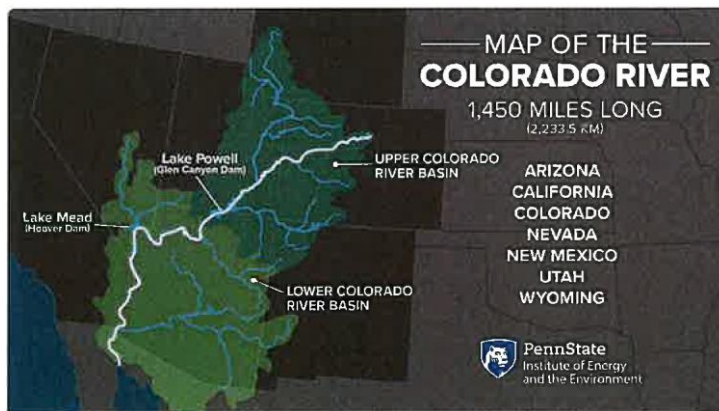 MAP OF THE
COLORADO RIVER
1,450 MILES LONG
(2,233.5 KM)
Lake Powell
(Glen Canyon Dam)
UPPER COLORADO
RIVER BASIN
Lake Mead
(Hoover Dam)
LOWER COLORADO
RIVER BASIN
ARIZONA
CALIFORNIA
COLORADO
NEVADA
NEW MEXICO
UTAH
WYOMING
PennState
Institute of Energy
and the Environment